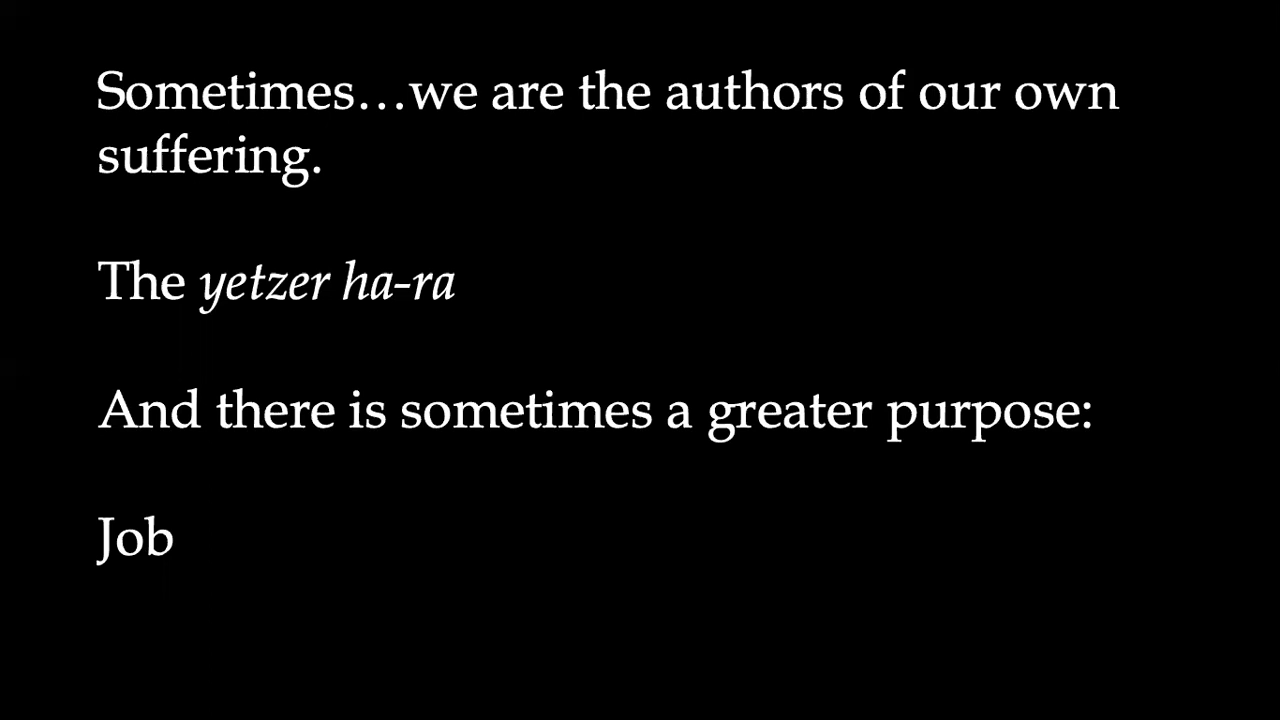 Sometimes…we are the authors of our own
suffering.
The yetzer ha-ra
And there is sometimes a greater purpose:
Job